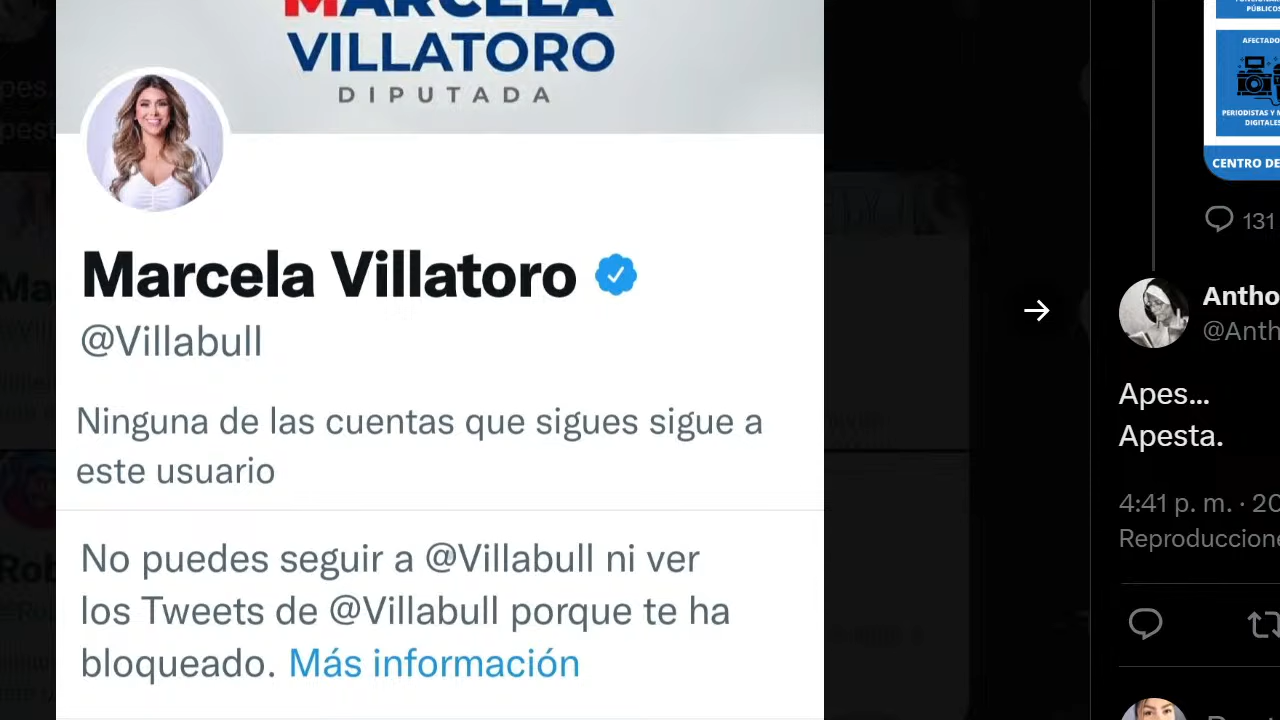 MARCELA
VILLATORO
DIPUTADA
Marcela Villatoro
@Villabull
Ninguna de las cuentas que sigues sigue a
este usuario
No puedes seguir a @Villabull ni ver
los Tweets de @Villabull porque te ha
bloqueado. Más información
PÚBLICOS
AFECTADO
PERIODISTAS Y M
DIGITALES
CENTRO DE
131
Antho
@Anth
Apes...
Apesta.
4:41 p. m. · 20
Reproduccione